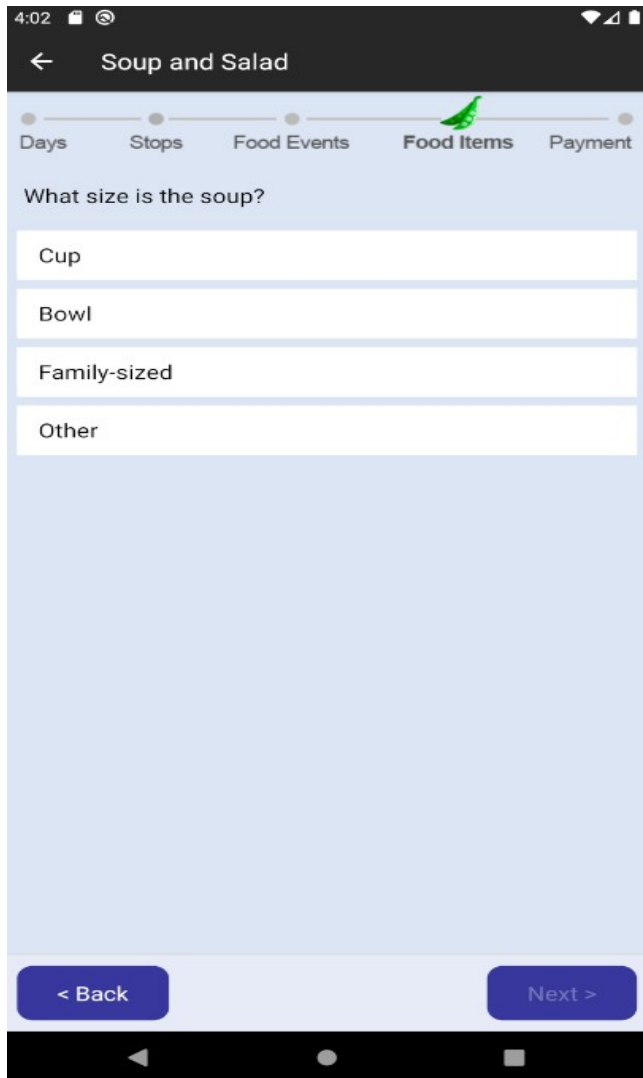 4:02
Soup and Salad
Days Stops Food Events Food Items Payment
What size is the soup?
Cup
Bowl
Family-sized
Other
< Back Next >